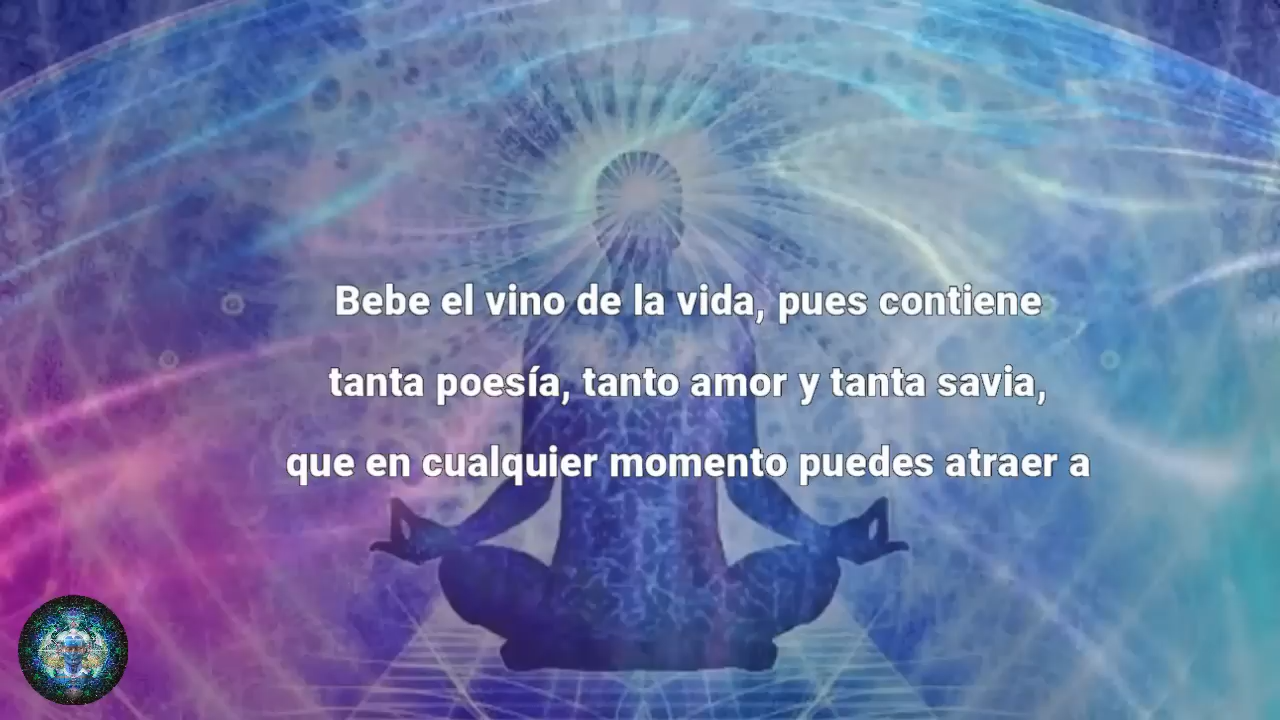 Bebe el vino de la vida, pues contiene
tanta poesía, tanto amor y tanta savia,
que en cualquier momento puedes atraer a